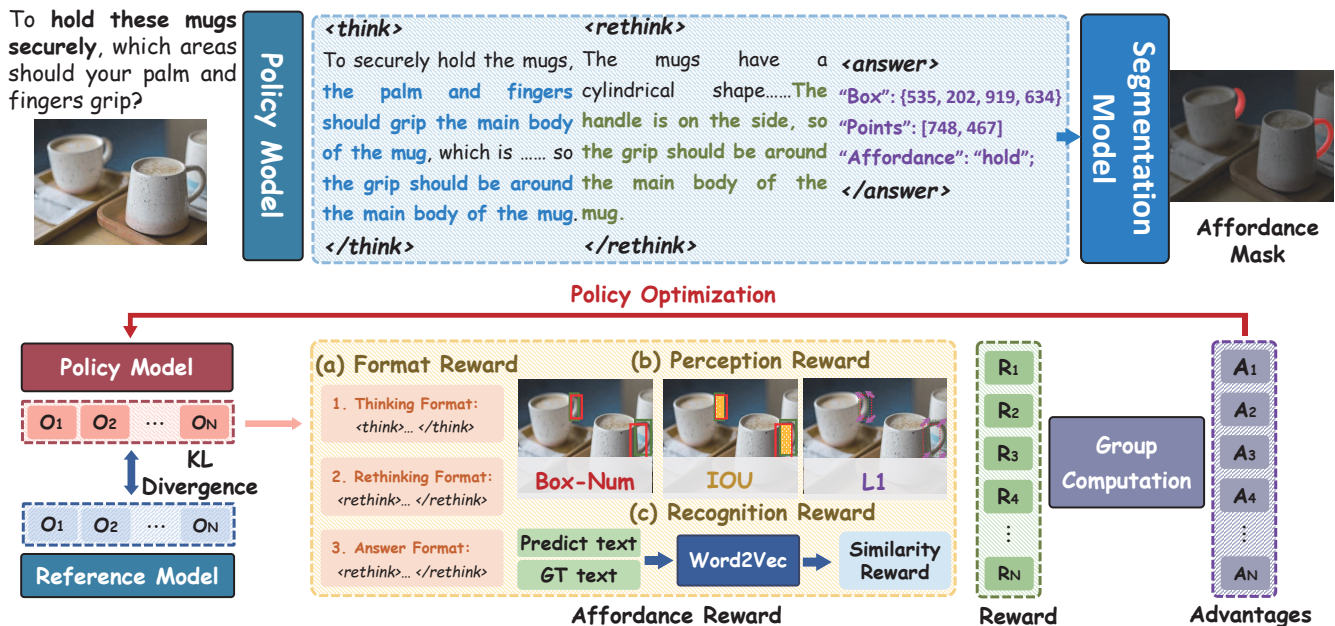 To hold these mugs
securely, which areas
should your palm and
fingers grip?
Policy Model
<think>
To securely hold the mugs,
the palm and fingers
should grip the main body
of the mug, which is ...... so
the grip should be around
the main body of the mug.
</think>
<rethink>
The mugs have a
cylindrical shape......The
handle is on the side, so
the grip should be around
the main body of the
mug.
</rethink>
<answer>
“Box”: {535, 202, 919, 634}
“Points”: [748, 467]
“Affordance”: “hold”;
</answer>
Segmentation
Model
Affordance
Mask
Policy Optimization
Policy Model
O1 O2 ... ON
KL
Divergence
O1 O2 ... ON
Reference Model
(a) Format Reward
1. Thinking Format:
<think>... </think>
2. Rethinking Format:
<rethink>... </rethink>
3. Answer Format:
<rethink>... </rethink>
(b) Perception Reward
Box-Num
IOU
L1
(c) Recognition Reward
Predict text
GT text
Word2Vec
Similarity
Reward
Affordance Reward
R1
R2
R3
R4
⋮
RN
Reward
Group
Computation
A1
A2
A3
A4
⋮
AN
Advantages